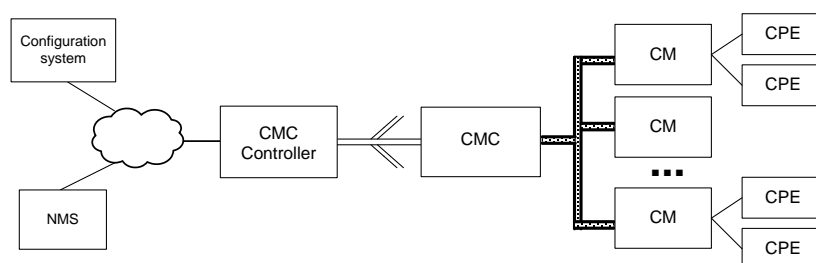 Configuration
system
NMS
CMC
Controller
CMC
CM
CM
CM
CPE
CPE
CPE
CPE